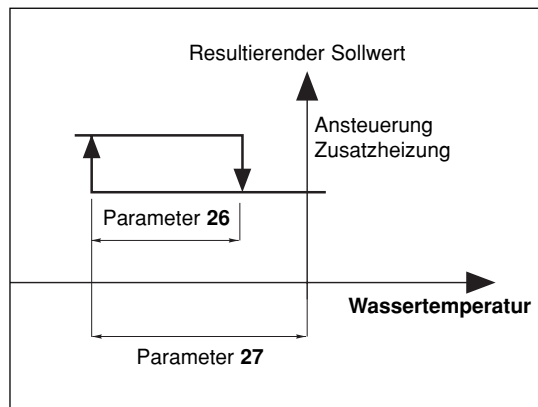 Resultierender Sollwert
Ansteuerung
Zusatzheizung
Parameter 26
Wassertemperatur
Parameter 27